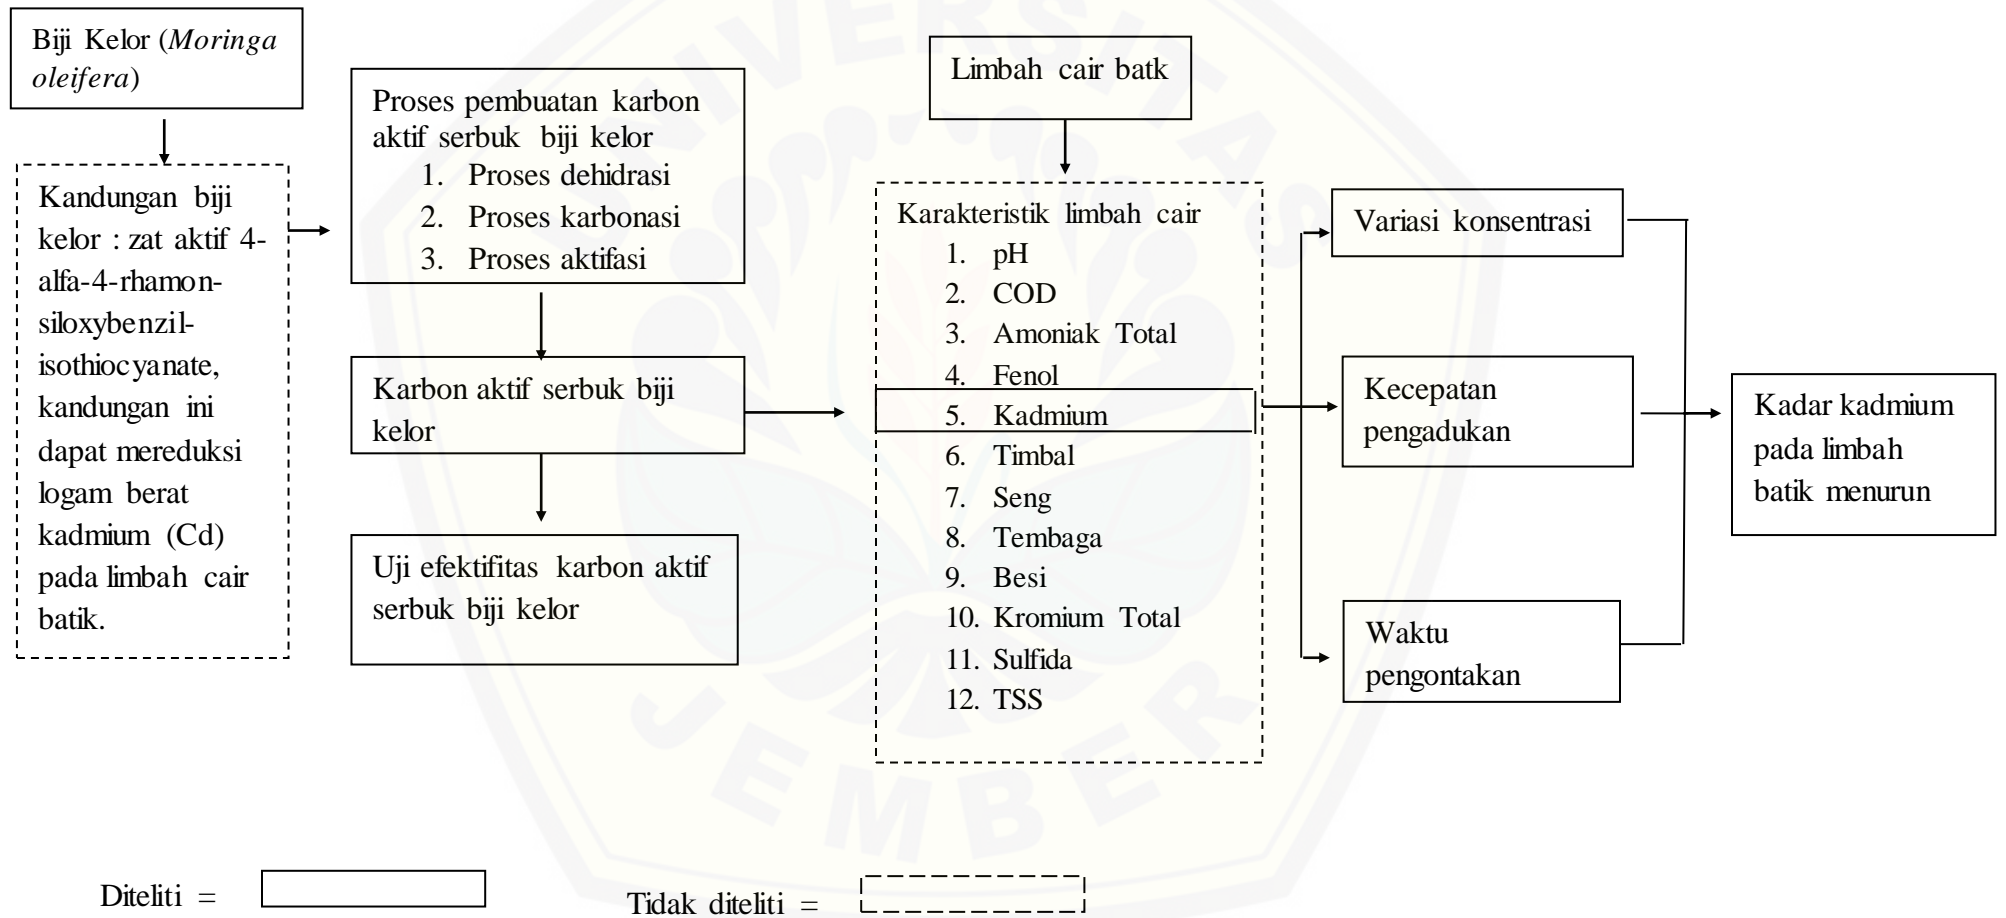 Biji Kelor (Moringa
oleifera)
Kandungan biji
kelor : zat aktif 4-
alfa-4-rhamon-
siloxybenzil-
isothiocyanate,
kandungan ini
dapat mereduksi
logam berat
kadmium (Cd)
pada limbah cair
batik.
Proses pembuatan karbon
aktif serbuk biji kelor
1. Proses dehidrasi
2. Proses karbonasi
3. Proses aktifasi
Karbon aktif serbuk biji
kelor
Uji efektifitas karbon aktif
serbuk biji kelor
Limbah cair batk
Karakteristik limbah cair
1. pH
2. COD
3. Amoniak Total
4. Fenol
5. Kadmium
6. Timbal
7. Seng
8. Tembaga
9. Besi
10. Kromium Total
11. Sulfida
12. TSS
Variasi konsentrasi
Kecepatan
pengadukan
Waktu
pengontakan
Kadar kadmium
pada limbah
batik menurun
Diteliti =
Tidak diteliti =
UNIVERSITAS
JEMBER